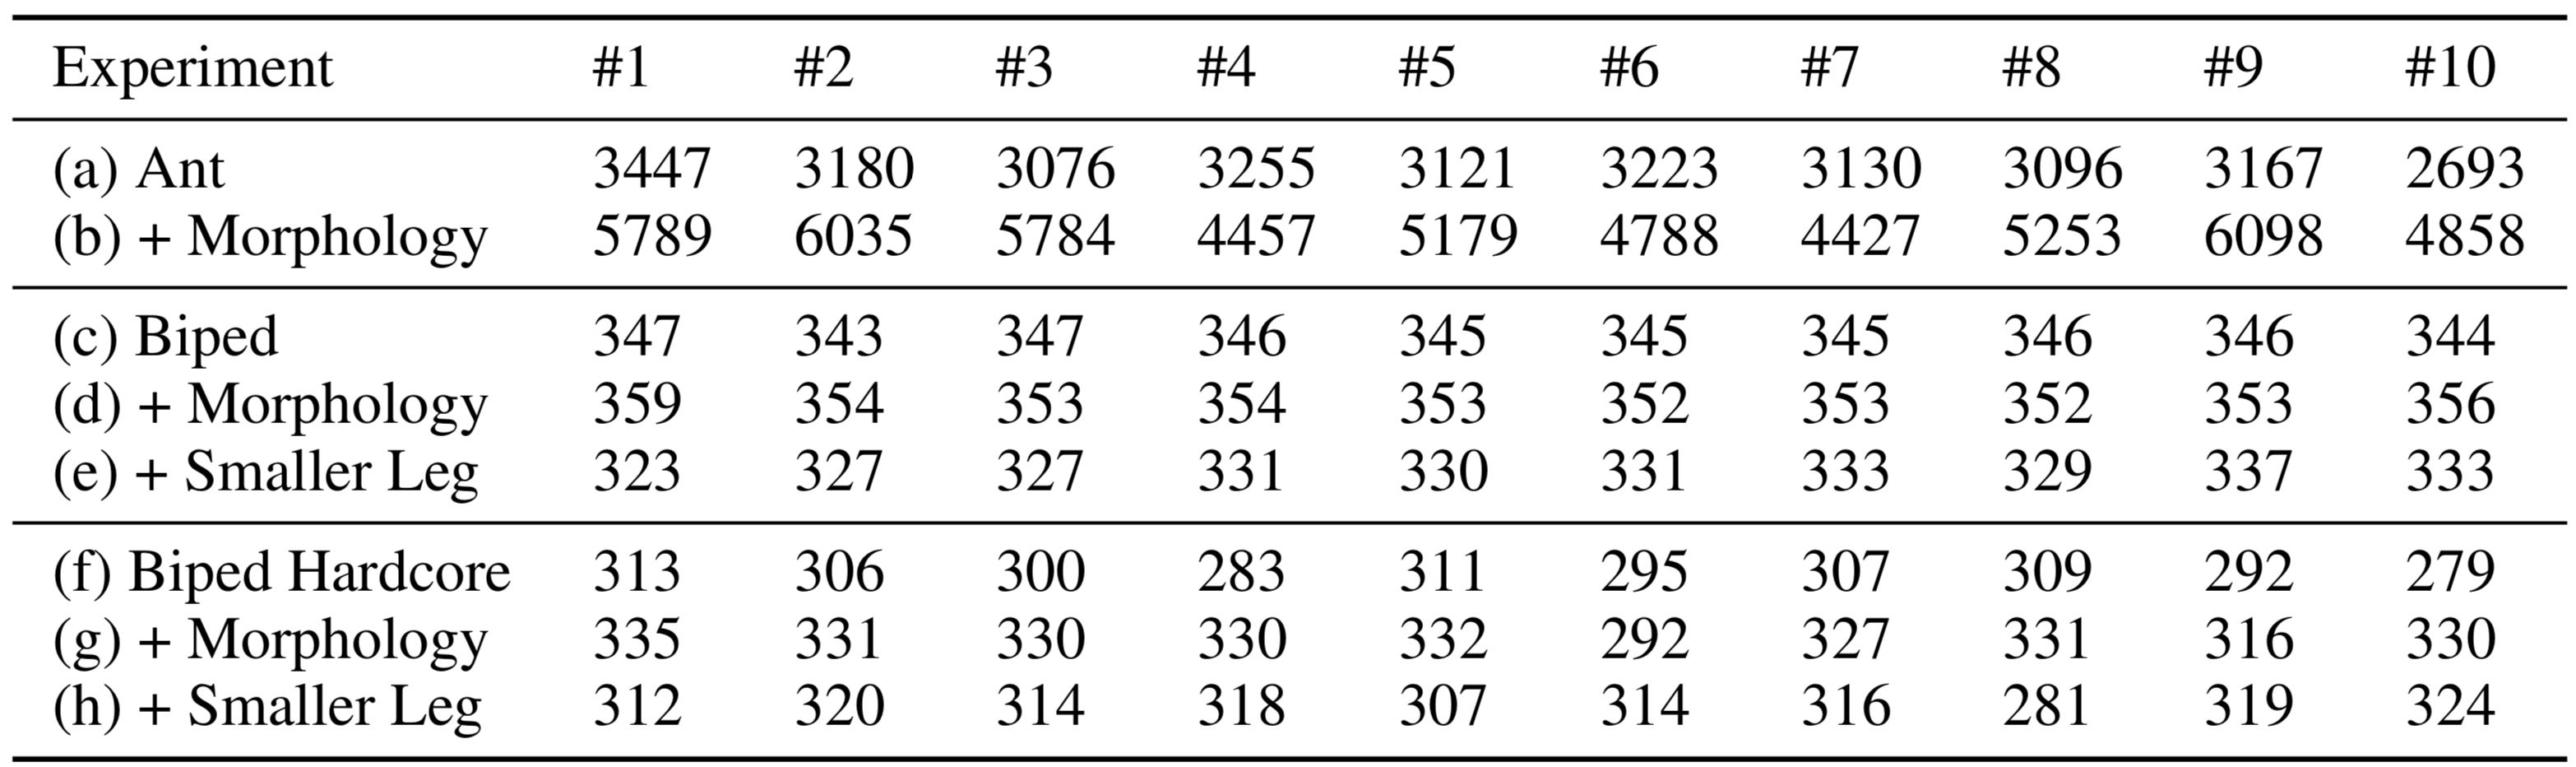 Experiment #1 #2 #3 #4 #5 #6 #7 #8 #9 #10
(a) Ant 3447 3180 3076 3255 3121 3223 3130 3096 3167 2693
(b) + Morphology 5789 6035 5784 4457 5179 4788 4427 5253 6098 4858
(c) Biped 347 343 347 346 345 345 345 346 346 344
(d) + Morphology 359 354 353 354 353 352 353 352 353 356
(e) + Smaller Leg 323 327 327 331 330 331 333 329 337 333
(f) Biped Hardcore 313 306 300 283 311 295 307 309 292 279
(g) + Morphology 335 331 330 330 332 292 327 331 316 330
(h) + Smaller Leg 312 320 314 318 307 314 316 281 319 324